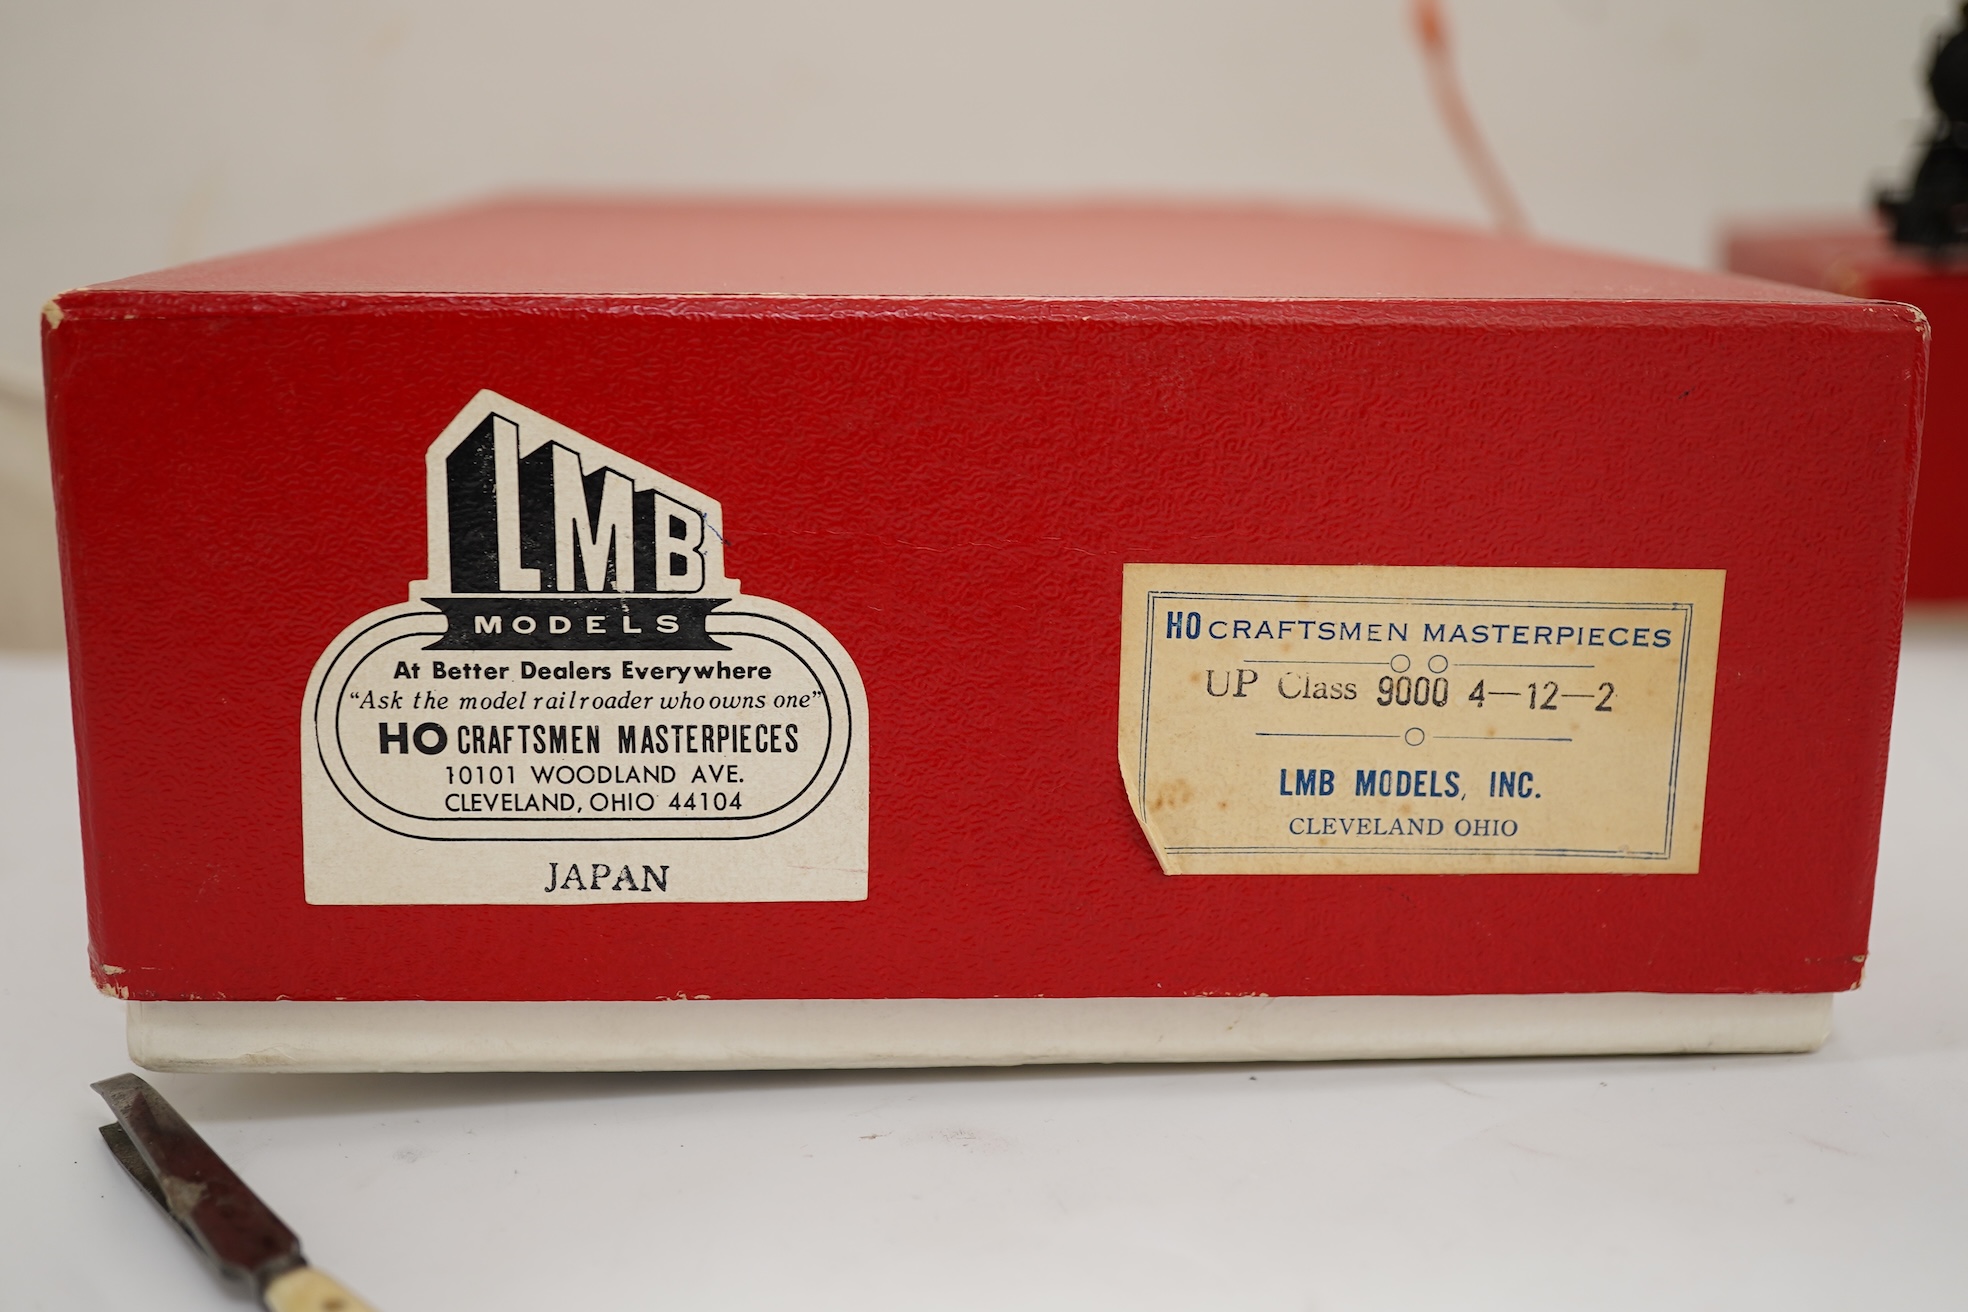 LMB
MODELS
At Better Dealers Everywhere
"Ask the model railroader who owns one"
HO CRAFTSMEN MASTERPIECES
10101 WOODLAND AVE.
CLEVELAND, OHIO 44104
JAPAN
HO CRAFTSMEN MASTERPIECES
UP Class 9000 4—12—2
LMB MODELS, INC.
CLEVELAND OHIO